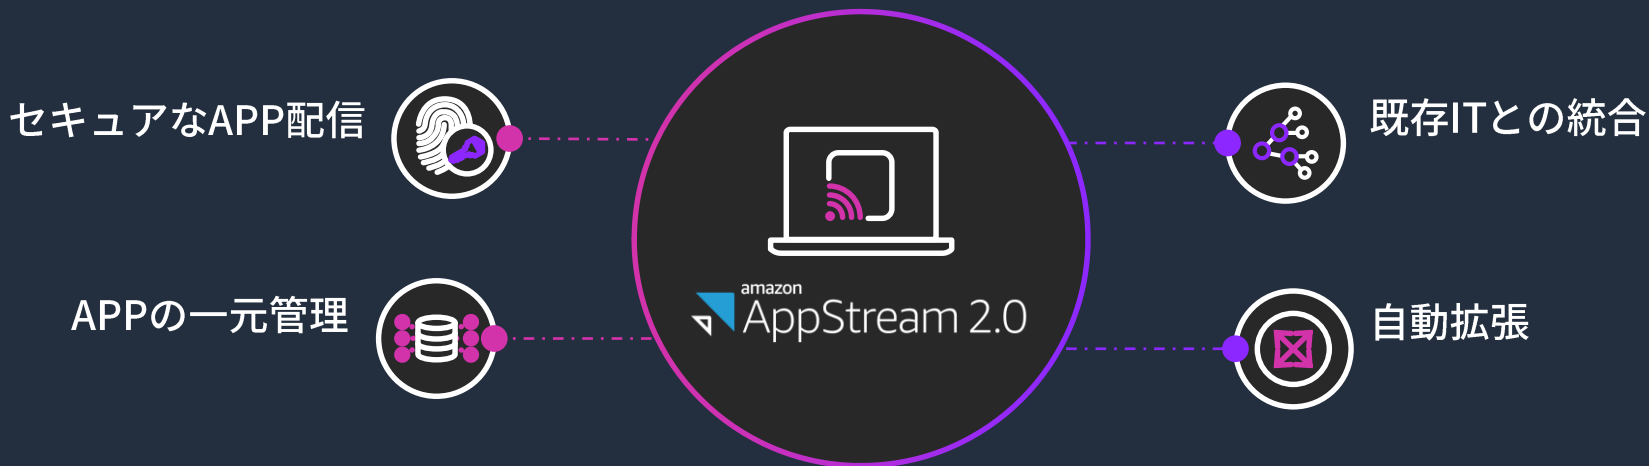 セキュアなAPP配信
既存ITとの統合
amazon
AppStream 2.0
APPの一元管理
自動拡張